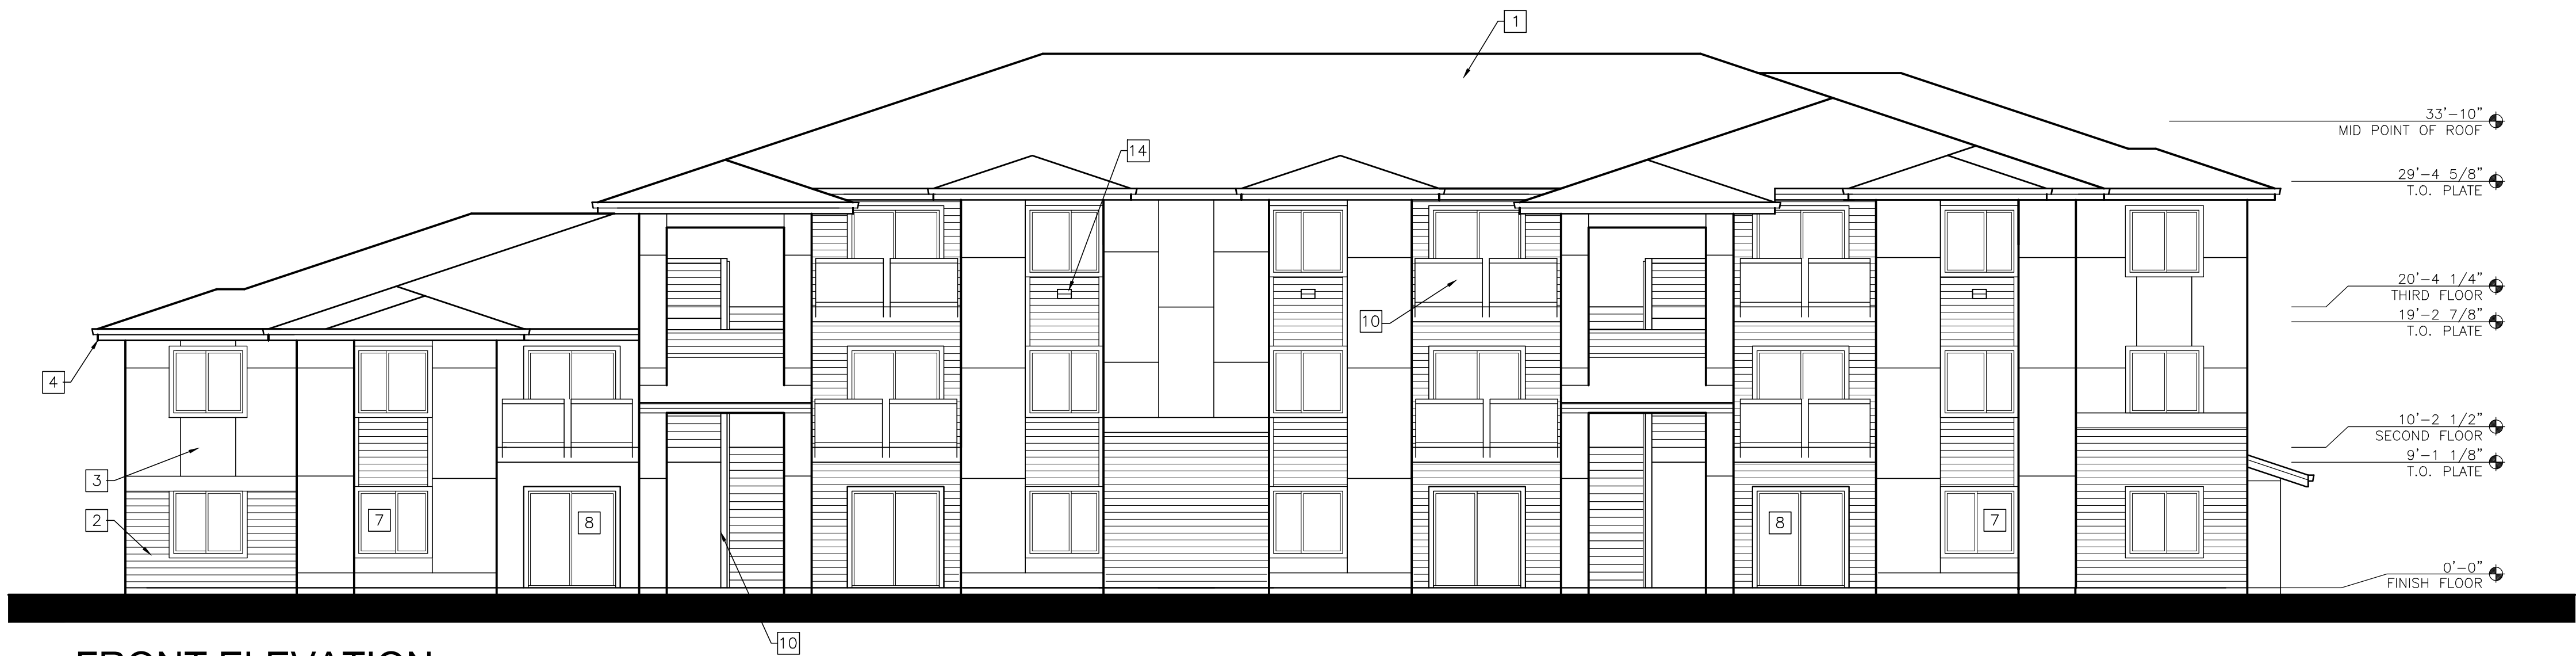 1
14
33'-10"
MID POINT OF ROOF
29'-4 5/8"
T.O. PLATE
20'-4 1/4"
THIRD FLOOR
10
19'-2 7/8"
T.O. PLATE
4
10'-2 1/2"
SECOND FLOOR
3
9'-1 1/8"
T.O. PLATE
2
7
8
8
7
0'-0"
FINISH FLOOR
10
FRONT ELEVATION